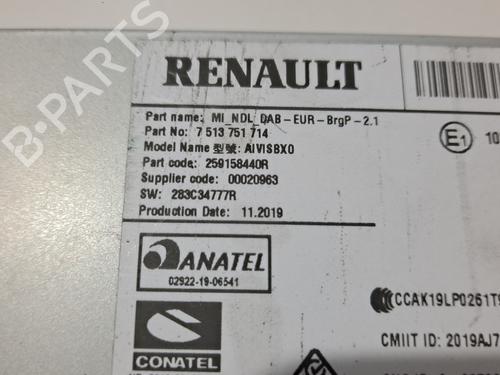 RENAULT
Part name: MI_NDL_DAB-EUR-BrgP-2.1
Part No: 7 513 751 714
Model Name 型號: AIVISBX0
Part code: 259158440R
Supplier code: 00020963
SW: 283C34777R
Production Date: 11.2019
E1
10
ANATEL
02922-19-06541
CCAK19LP0261T
CONATEL
CMIIT ID: 2019AJ7
B-PARTS